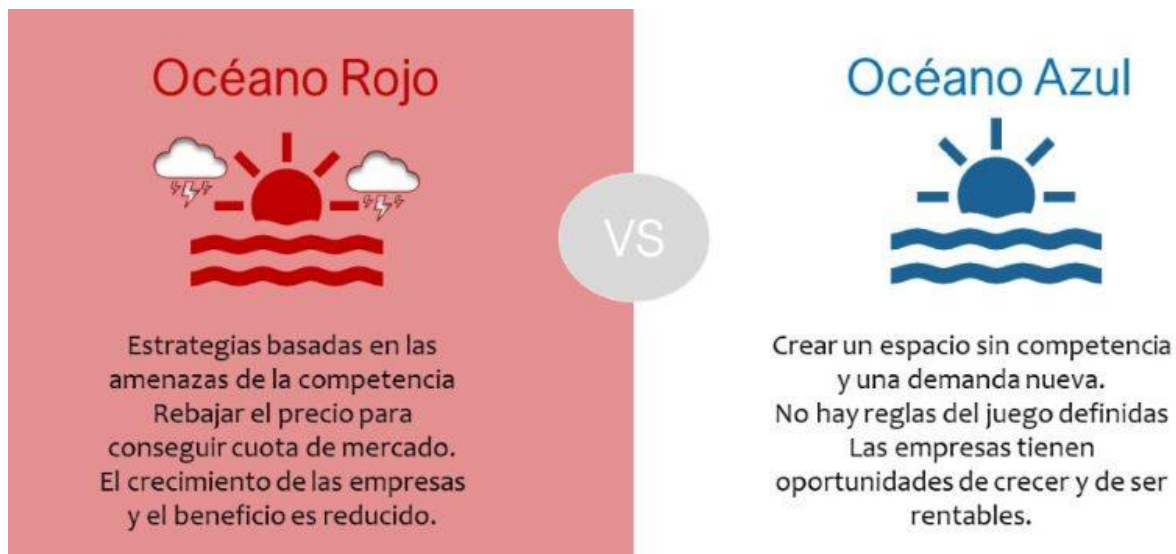 Océano Rojo
Estrategias basadas en las
amenazas de la competencia
Rebajar el precio para
conseguir cuota de mercado.
El crecimiento de las empresas
y el beneficio es reducido.
VS
Océano Azul
Crear un espacio sin competencia
y una demanda nueva.
No hay reglas del juego definidas
Las empresas tienen
oportunidades de crecer y de ser
rentables.